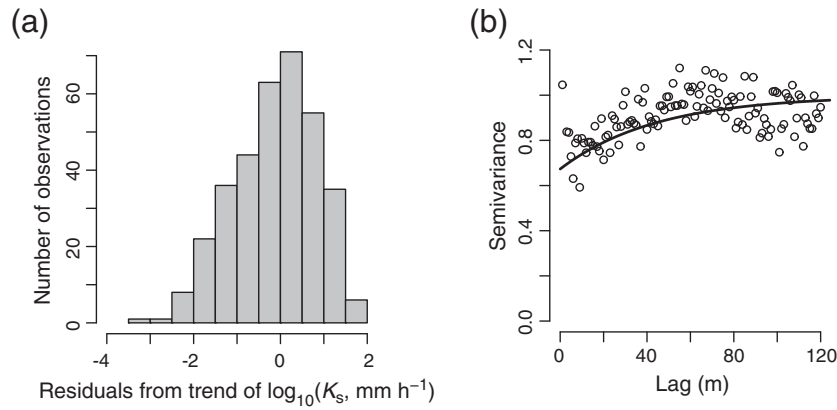 (a)
Number of observations
0
20
40
60
-4
-2
0
2
Residuals from trend of log10(Ks, mm h−1)
(b)
Semivariance
0.0
0.4
0.8
1.2
0
40
80
120
Lag (m)